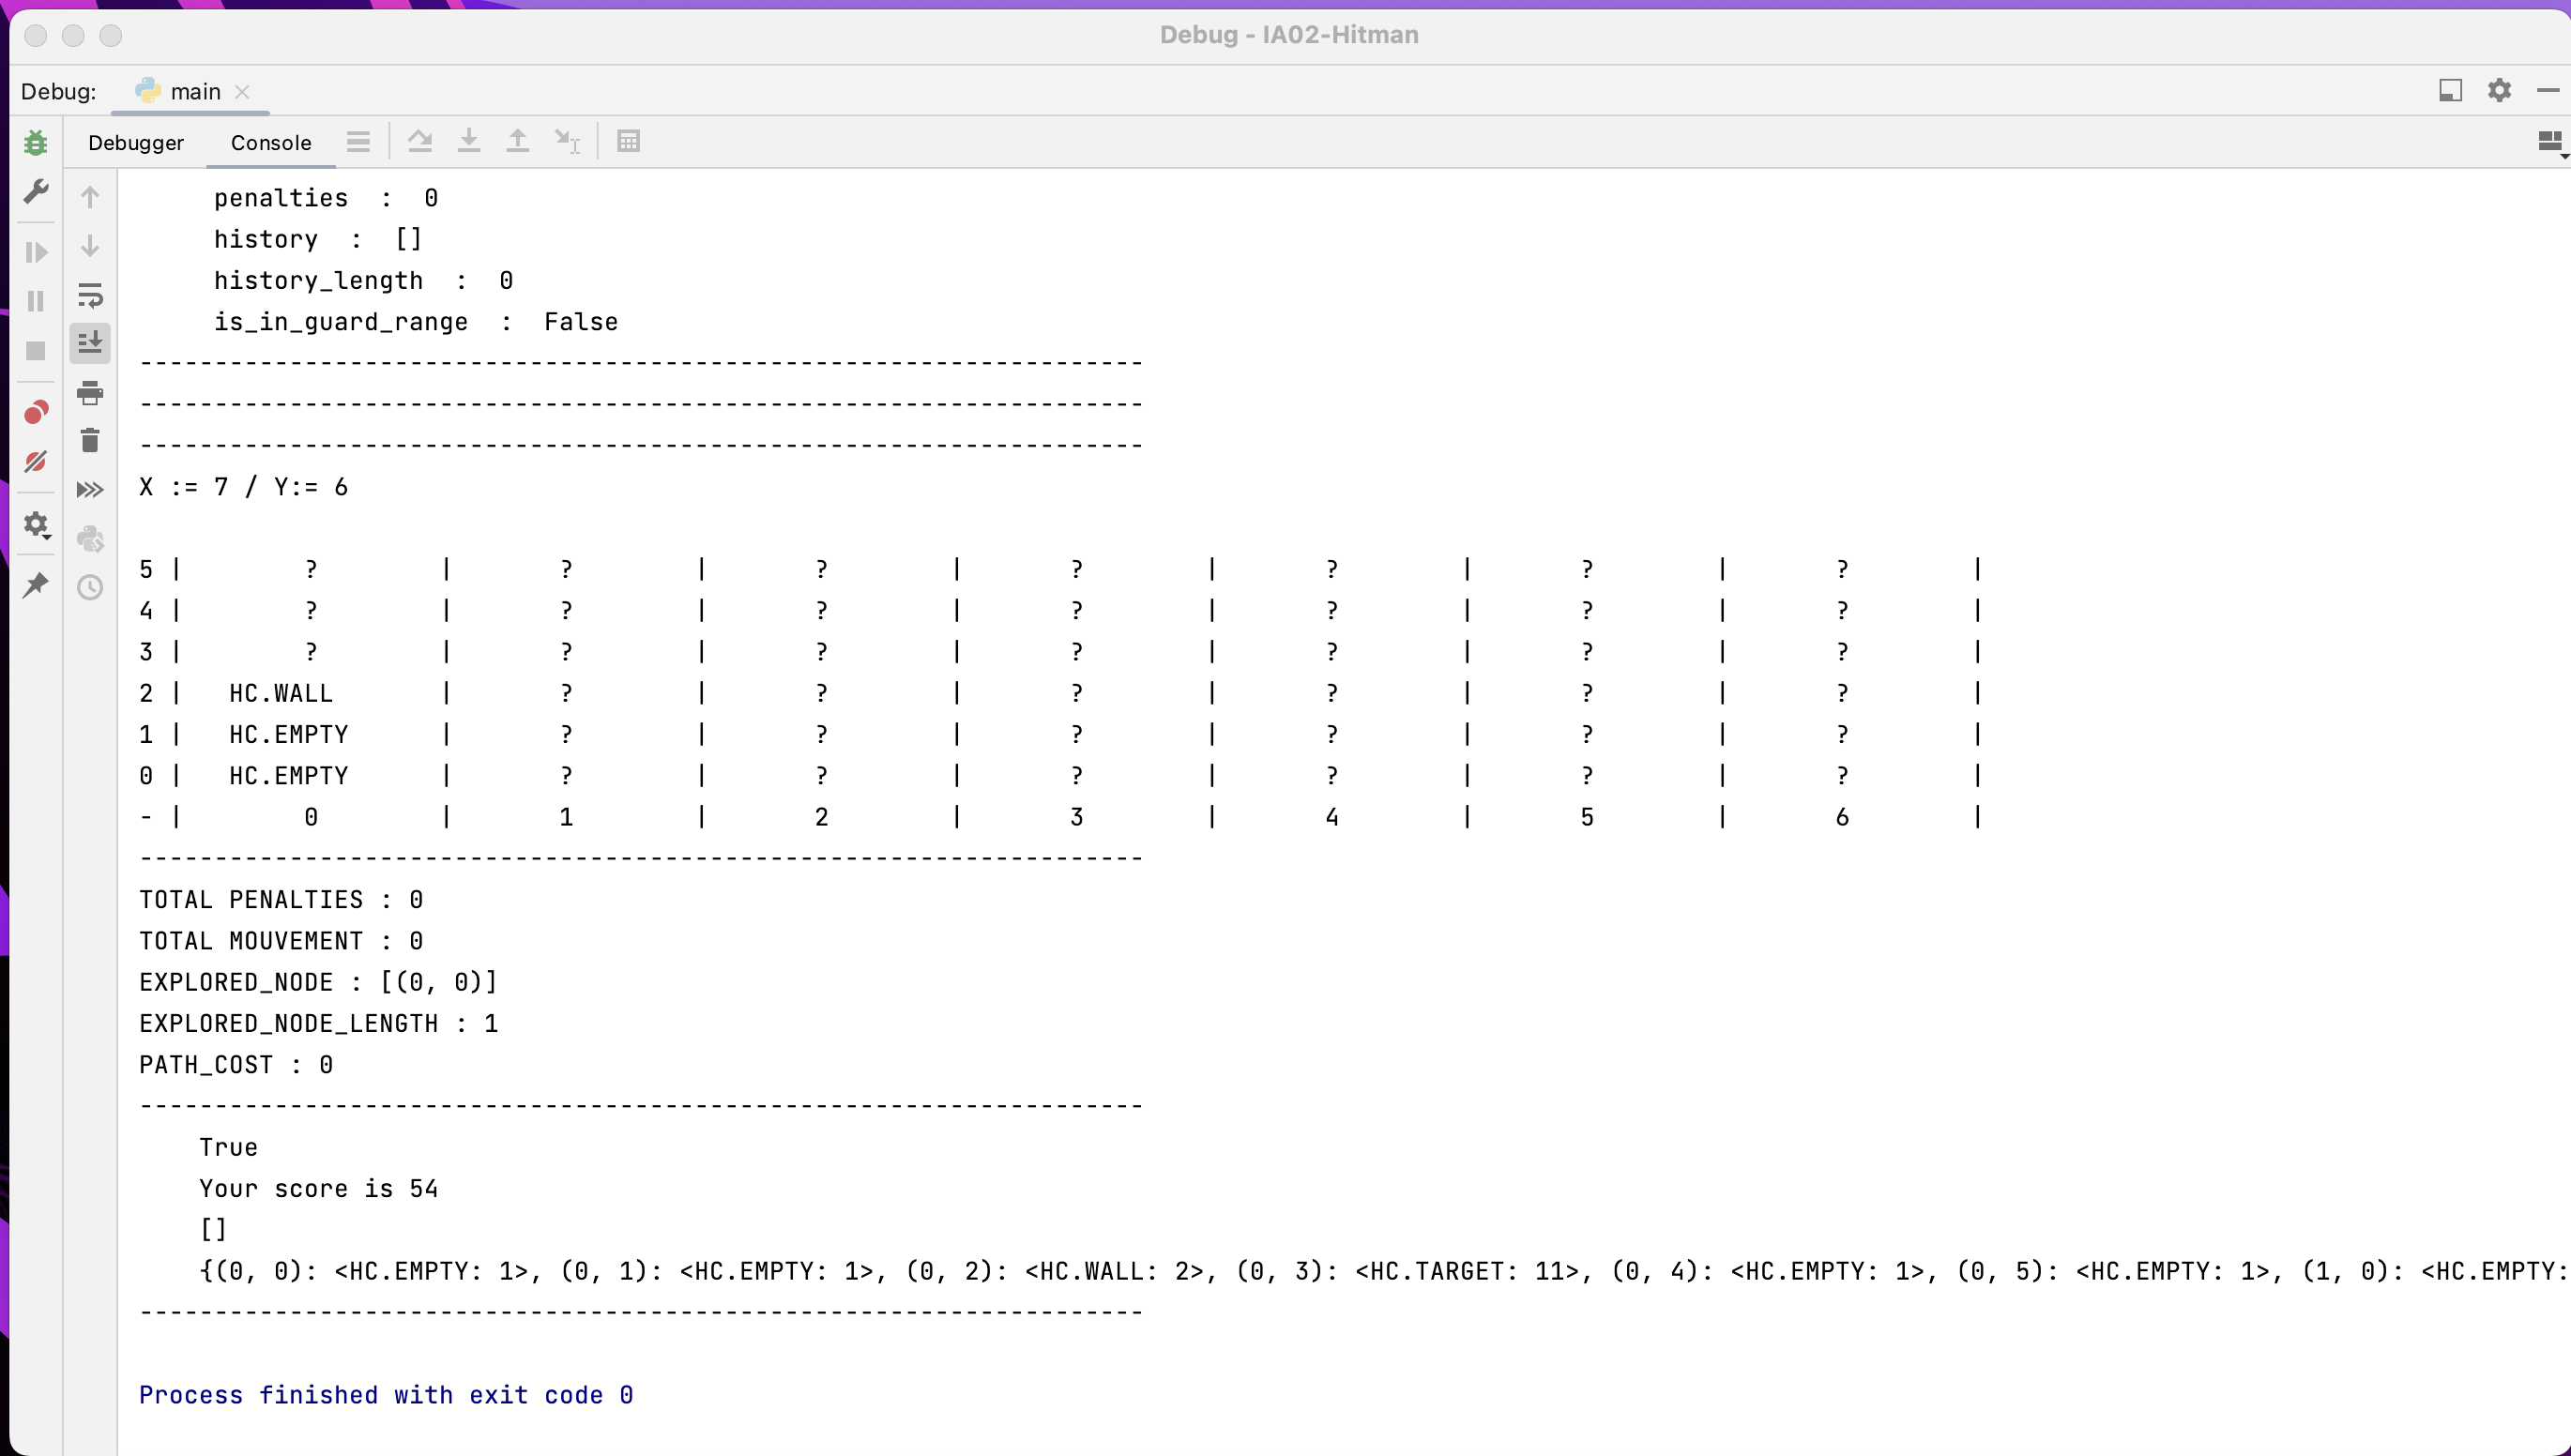 Debug - IA02-Hitman
Debug: main
Debugger Console
penalties : 0
history : []
history_length : 0
is_in_guard_range : False
-------------------------------------------------------------------
-------------------------------------------------------------------
-------------------------------------------------------------------
X := 7 / Y:= 6
5 | ? | ? | ? | ? | ? | ? | ? |
4 | ? | ? | ? | ? | ? | ? | ? |
3 | ? | ? | ? | ? | ? | ? | ? |
2 | HC.WALL | ? | ? | ? | ? | ? | ? |
1 | HC.EMPTY | ? | ? | ? | ? | ? | ? |
0 | HC.EMPTY | ? | ? | ? | ? | ? | ? |
- | 0 | 1 | 2 | 3 | 4 | 5 | 6 |
-------------------------------------------------------------------
TOTAL PENALTIES : 0
TOTAL MOUVEMENT : 0
EXPLORED_NODE : [(0, 0)]
EXPLORED_NODE_LENGTH : 1
PATH_COST : 0
-------------------------------------------------------------------
True
Your score is 54
[]
{(0, 0): <HC.EMPTY: 1>, (0, 1): <HC.EMPTY: 1>, (0, 2): <HC.WALL: 2>, (0, 3): <HC.TARGET: 11>, (0, 4): <HC.EMPTY: 1>, (0, 5): <HC.EMPTY: 1>, (1, 0): <HC.EMPTY:
-------------------------------------------------------------------
Process finished with exit code 0